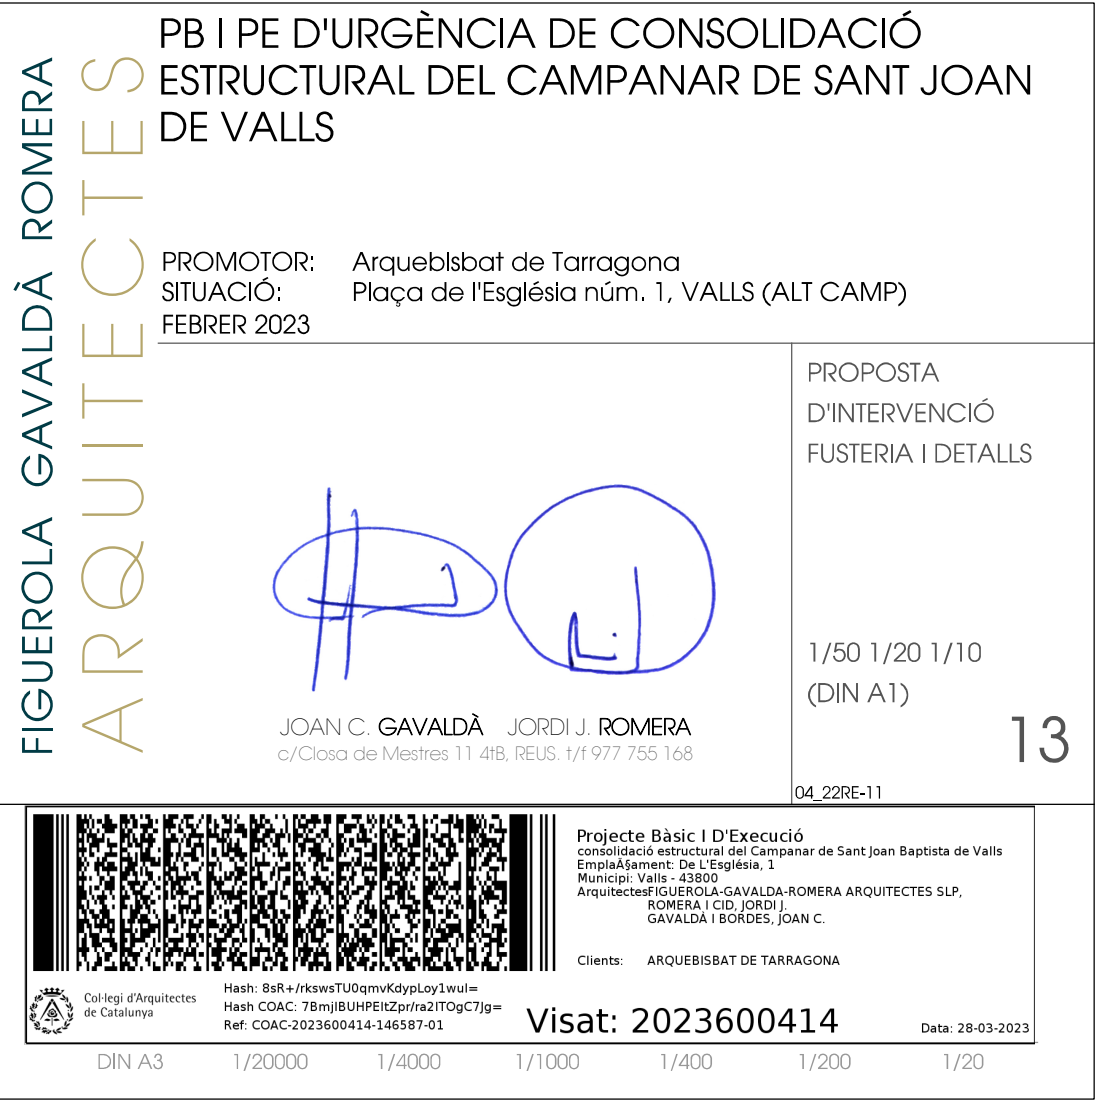 FIGUEROLA GAVALDÀ ROMERA
ARQUITECTES
PB I PE D'URGÈNCIA DE CONSOLIDACIÓ
ESTRUCTURAL DEL CAMPANAR DE SANT JOAN
DE VALLS
PROMOTOR: Arquebisbat de Tarragona
SITUACIÓ: Plaça de l'Església núm. 1, VALLS (ALT CAMP)
FEBRER 2023
PROPOSTA
D'INTERVENCIÓ
FUSTERIA I DETALLS
1/50 1/20 1/10
(DIN A1)
13
04_22RE-11
JOAN C. GAVALDÀ JORDI J. ROMERA
c/Closa de Mestres 11 4tB, REUS. t/f 977 755 168
Projecte Bàsic I D'Execució
consolidació estructural del Campanar de Sant Joan Baptista de Valls
EmplaÃ§ament: De L'Església, 1
Municipi: Valls - 43800
Arquitectes FIGUEROLA-GAVALDA-ROMERA ARQUITECTES SLP,
ROMERA I CID, JORDI J.
GAVALDÀ I BORDES, JOAN C.
Clients: ARQUEBISBAT DE TARRAGONA
Col·legi d'Arquitectes
de Catalunya
Hash: 8sR+/rkswsTU0qmvKdypLoy1wuI=
Hash COAC: 7BmjIBUHPEItZpr/ra2ITOgC7Jg=
Ref: COAC-2023600414-146587-01
Visat: 2023600414
Data: 28-03-2023
DIN A3 1/20000 1/4000 1/1000 1/400 1/200 1/20